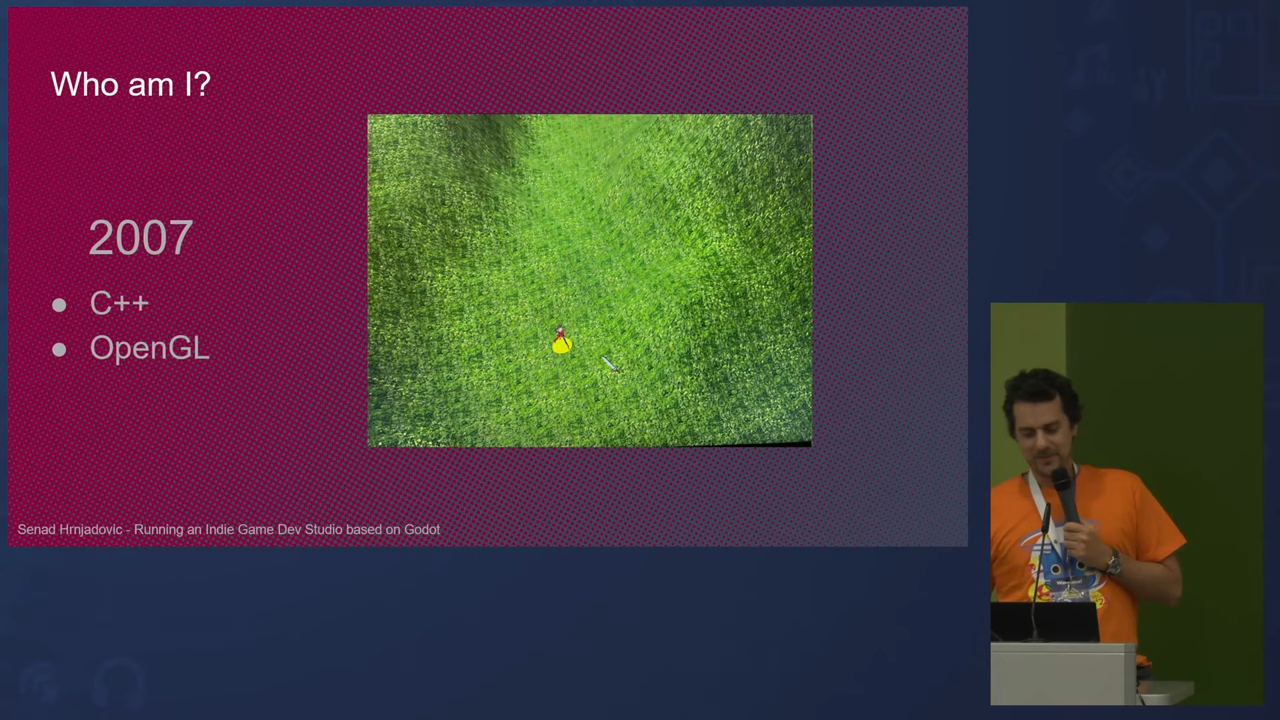 Who am I?
2007
● C++
● OpenGL
Senad Hrnjadovic - Running an Indie Game Dev Studio based on Godot